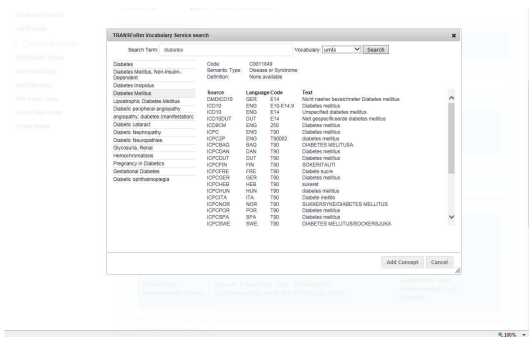 TRANSFoRm Vocabulary Service search
Search Term: diabetes Vocabulary: umls Search
Diabetes
Diabetes Mellitus, Non-Insulin-
Dependent
Diabetes Insipidus
Diabetes Mellitus
Lipoatrophic Diabetes Mellitus
Diabetic peripheral angiopathy
angiopathy; diabetes (manifestation)
Diabetic cataract
Diabetic Nephropathy
Diabetic Neuropathies
Glycosuria, Renal
Hemochromatosis
Pregnancy in Diabetics
Gestational Diabetes
Diabetic ophthalmoplegia
Code: C0011849
Semantic Type: Disease or Syndrome
Definition: None available
Source Language Code Text
DMDICD10 GER E14 Nicht naeher bezeichneter Diabetes mellitus
ICD10 ENG E10-E14.9 Diabetes mellitus
ICD10 ENG E14 Unspecified diabetes mellitus
ICD10DUT DUT E14 Niet gespecificeerde diabetes mellitus
ICD9CM ENG 250 Diabetes mellitus
ICPC ENG T90 Diabetes mellitus
ICPC2P ENG T90002 diabetes mellitus
ICPCBAQ BAQ T90 DIABETES MELITUSA
ICPCDAN DAN T90 Diabetes mellitus
ICPCDUT DUT T90 Diabetes mellitus
ICPCFIN FIN T90 SOKERITAUTI
ICPCFRE FRE T90 Diabete sucre
ICPCGER GER T90 Diabetes mellitus
ICPCHEB HEB T90 sukeret
ICPCHUN HUN T90 diabetes mellitus
ICPCITA ITA T90 Diabete melito
ICPCNOR NOR T90 SUKKERSYKE/DIABETES MELLITUS
ICPCPOR POR T90 Diabetes mellitus
ICPCSPA SPA T90 Diabetes mellitus
ICPCSWE SWE T90 DIABETES MELLITUS/SOCKERSJUKA
Add Concept Cancel
100%